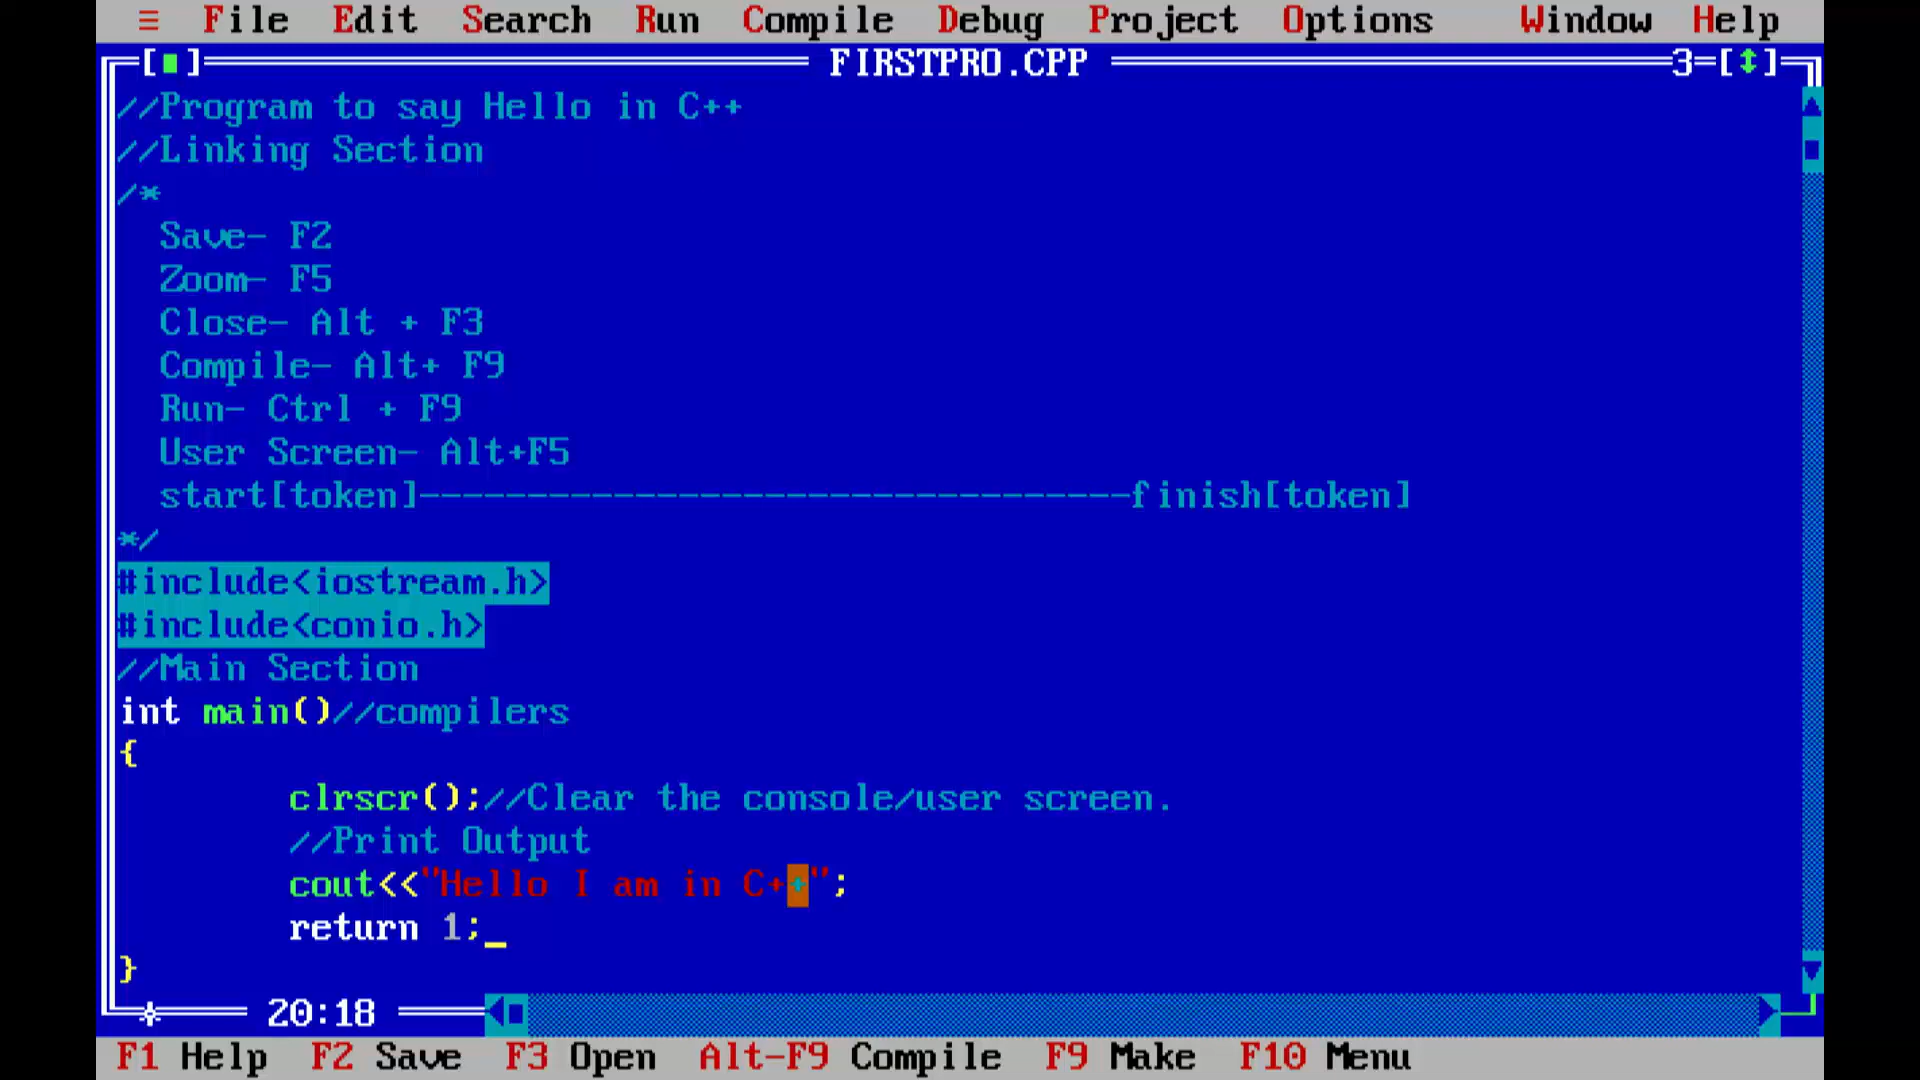 ≡ File Edit Search Run Compile Debug Project Options Window Help
[■] FIRSTPRO.CPP 3=[↕]
//Program to say Hello in C++
//Linking Section
/*
Save- F2
Zoom- F5
Close- Alt + F3
Compile- Alt+ F9
Run- Ctrl + F9
User Screen- Alt+F5
start[token]---------------------------------finish[token]
*/
#include<iostream.h>
#include<conio.h>
//Main Section
int main()//compilers
{
clrscr();//Clear the console/user screen.
//Print Output
cout<<"Hello I am in C++";
return 1;_
}
20:18
F1 Help F2 Save F3 Open Alt-F9 Compile F9 Make F10 Menu